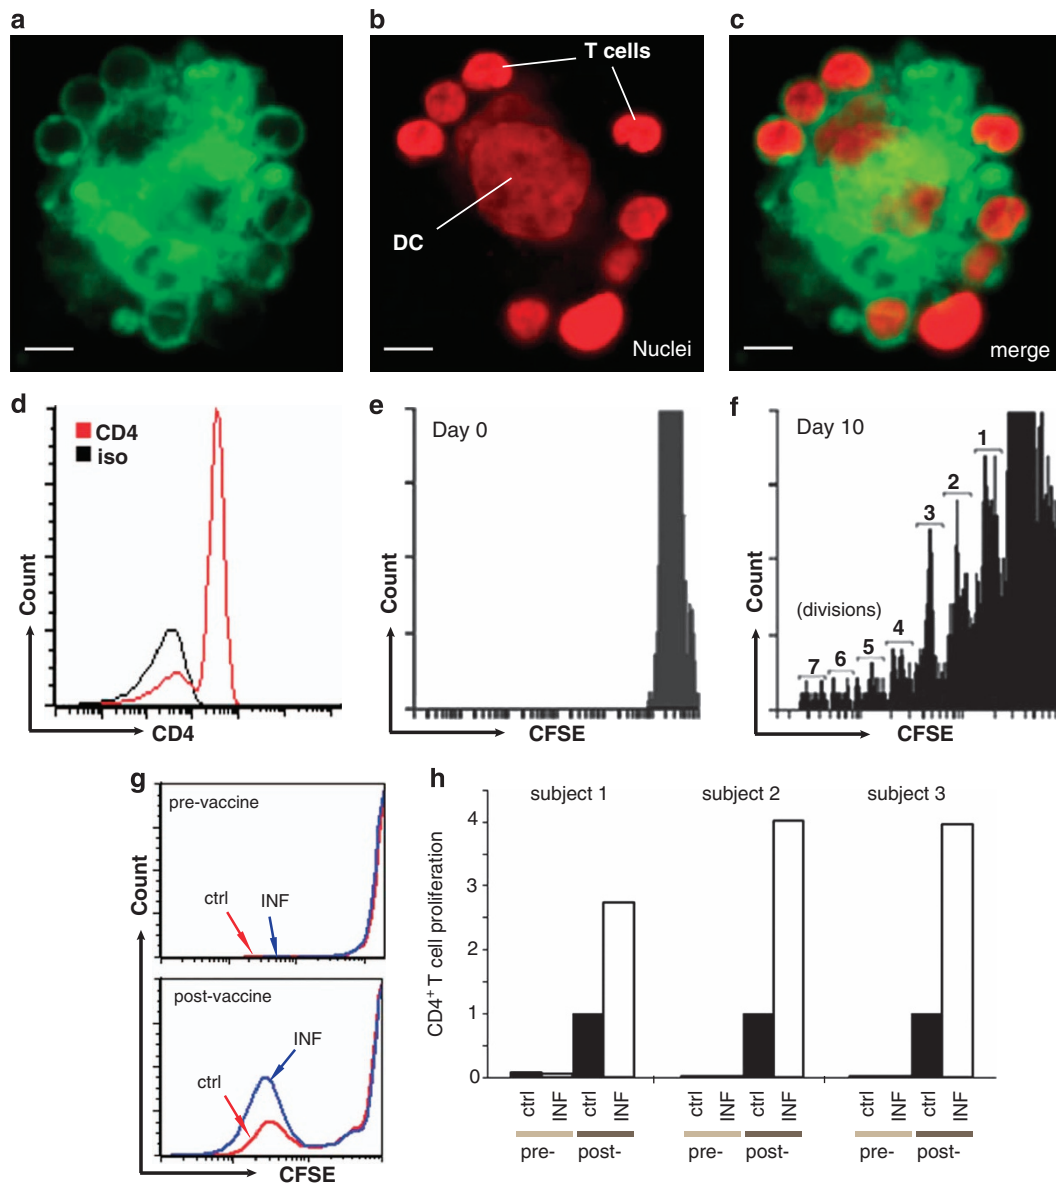 a
b
c
T cells
DC
Nuclei
merge
d
CD4
iso
Count
CD4
e
Day 0
Count
CFSE
f
Day 10
1
2
3
(divisions)
4
5
6
7
Count
CFSE
g
pre-vaccine
ctrl
INF
Count
post-vaccine
INF
ctrl
CFSE
h
subject 1
subject 2
subject 3
CD4⁺ T cell proliferation
4
3
2
1
0
ctrl
INF
ctrl
INF
ctrl
INF
ctrl
INF
ctrl
INF
ctrl
INF
pre-
post-
pre-
post-
pre-
post-